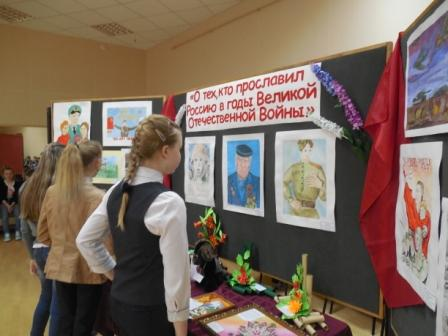 «О тех, кто прославил
Россию в годы Великой
Отечественной Войны.»